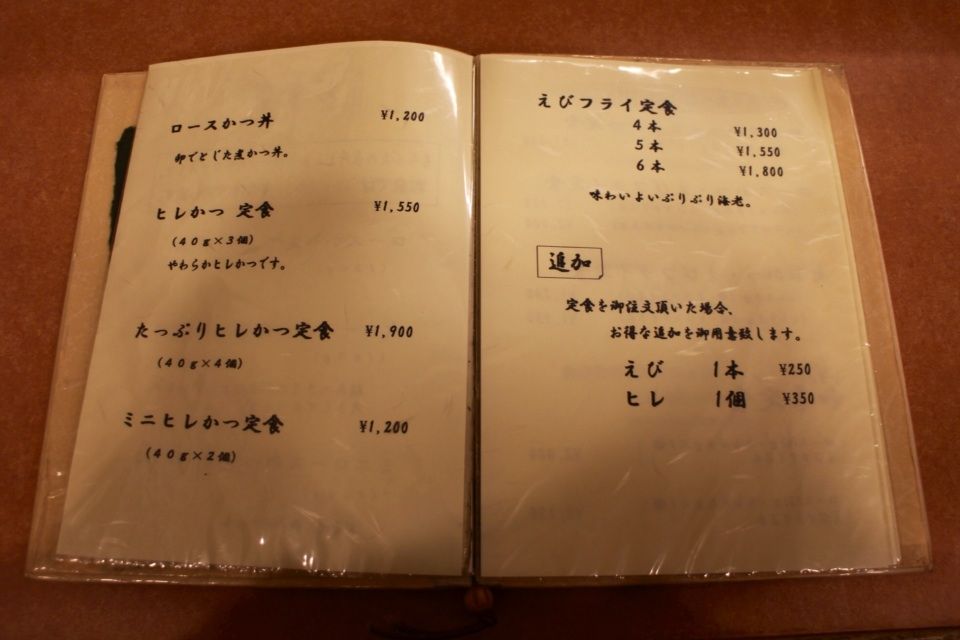 ロースかつ丼 ¥1,200
卵でとじた煮かつ丼。
ヒレかつ 定食 ¥1,550
(40g×3個)
やわらかヒレかつです。
たっぷりヒレかつ定食 ¥1,900
(40g×4個)
ミニヒレかつ定食 ¥1,200
(40g×2個)
えびフライ定食
4本 ¥1,300
5本 ¥1,550
6本 ¥1,800
味わいよいぷりぷり海老。
追加
定食を御注文頂いた場合、
お得な追加を御用意致します。
えび 1本 ¥250
ヒレ 1個 ¥350